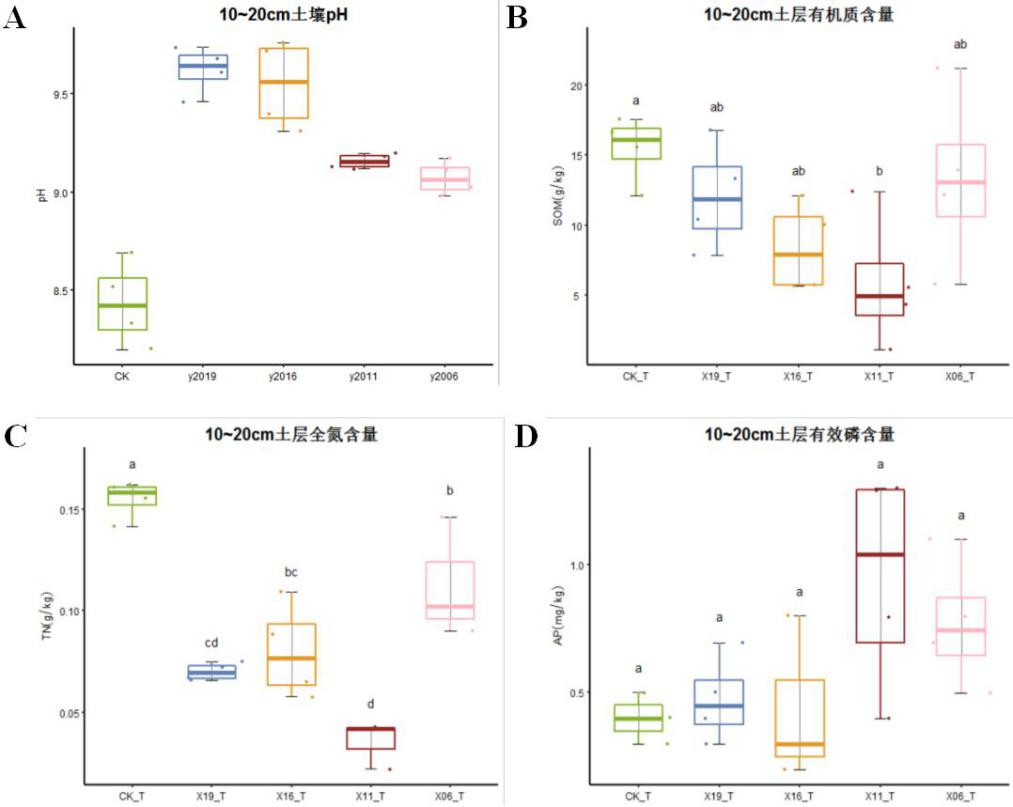 A
10~20cm土壤pH
pH
9.5
9.0
8.5
CK y2019 y2016 y2011 y2006
B
10~20cm土层有机质含量
SOM(g/kg)
20
15
10
5
a ab ab b ab
CK_T X19_T X16_T X11_T X06_T
C
10~20cm土层全氮含量
TN(g/kg)
0.15
0.10
0.05
a cd bc d b
CK_T X19_T X16_T X11_T X06_T
D
10~20cm土层有效磷含量
AP(mg/kg)
1.0
0.5
a a a a a
CK_T X19_T X16_T X11_T X06_T